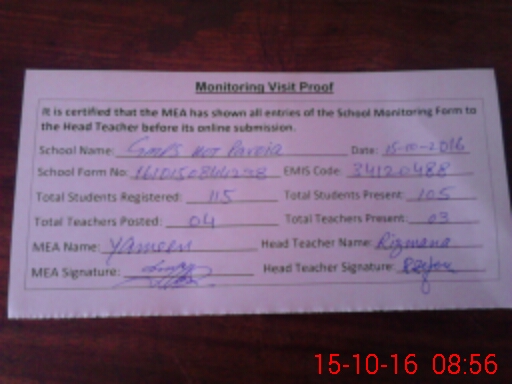 Monitoring Visit Proof
It is certified that the MEA has shown all entries of the School Monitoring Form to
the Head Teacher before its online submission.
School Name: GMPS Date: 15-10-2016
School Form No: EMIS Code: 34120488
Total Students Registered: 115 Total Students Present: 105
Total Teachers Posted: 04 Total Teachers Present: 03
MEA Name: Yameen Head Teacher Name: Rizwana
MEA Signature: Head Teacher Signature:
15-10-16 08:56